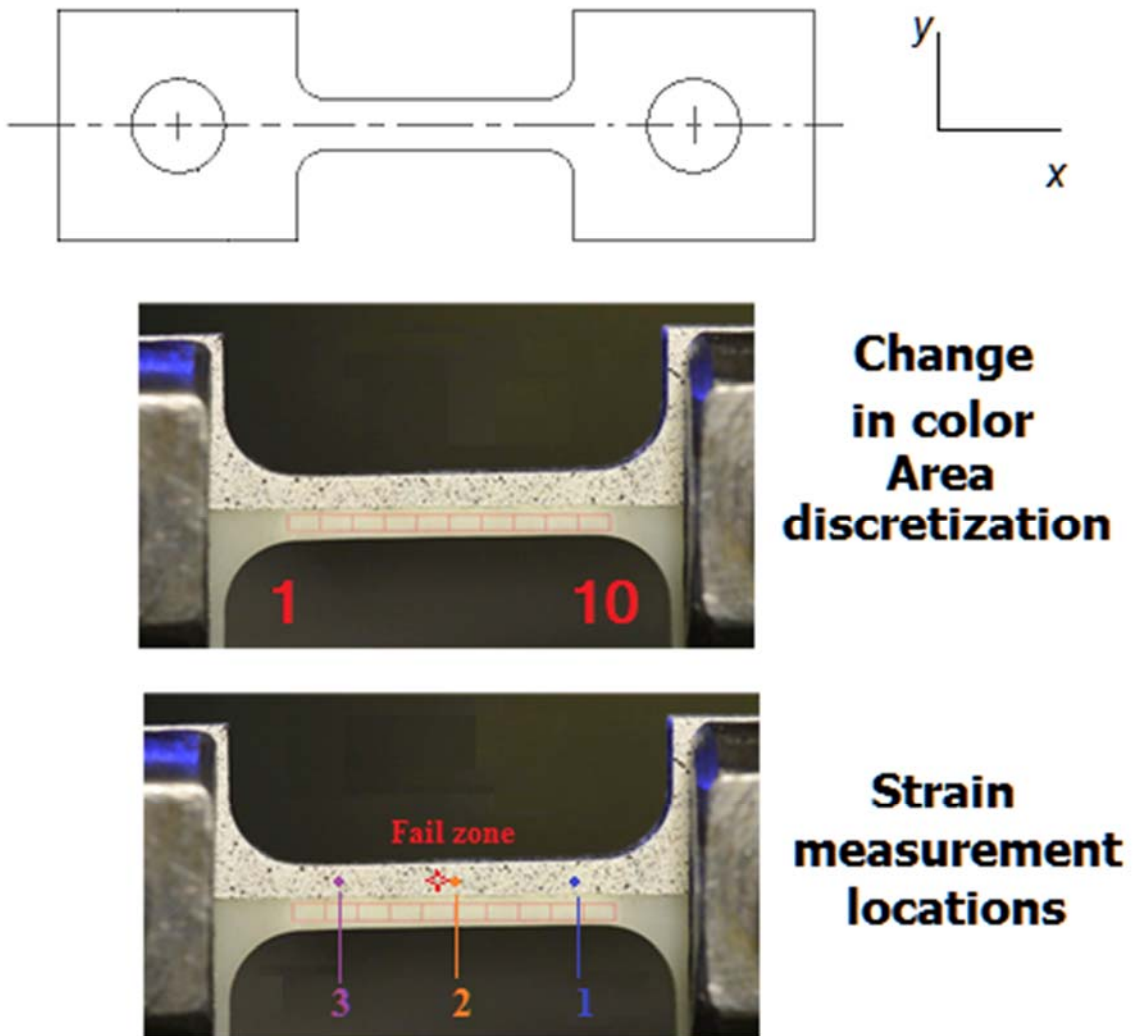 y
x
Change
in color
Area
discretization
1 10
Fail zone
3 2 1
Strain
measurement
locations